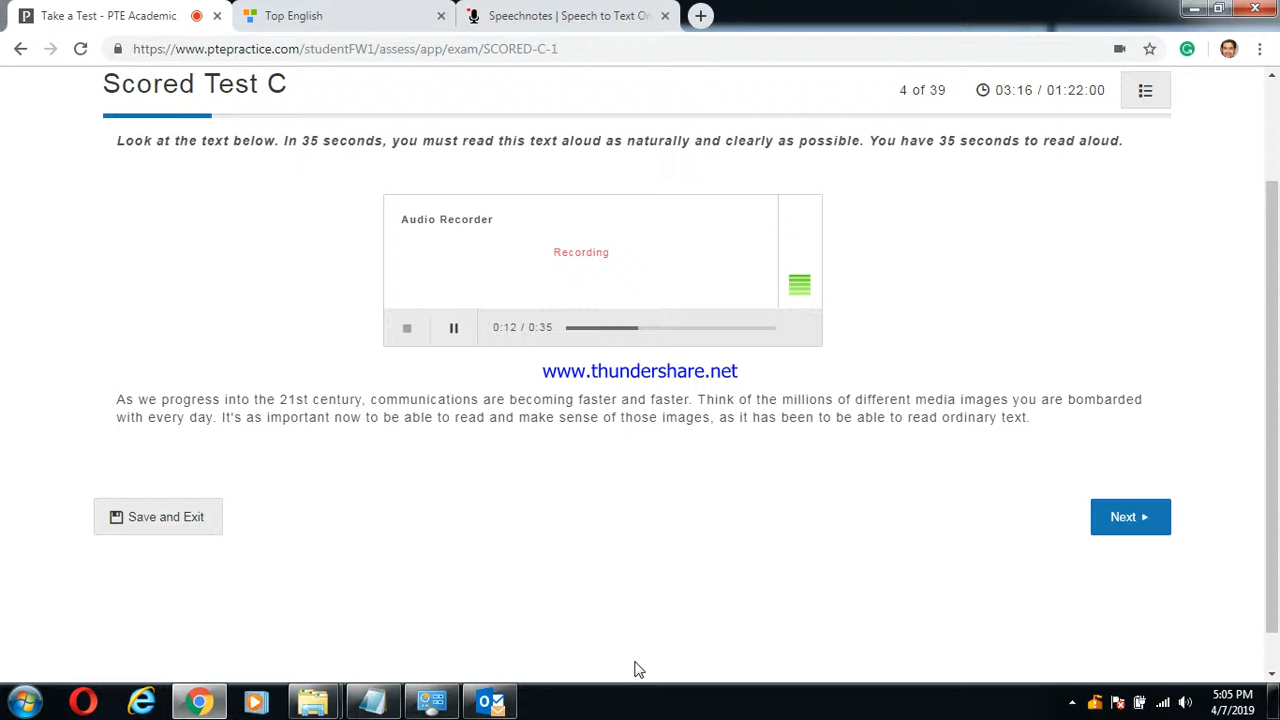 Take a Test - PTE Academic
Top English
Speechnotes | Speech to Text On
https://www.ptepractice.com/studentFW1/assess/app/exam/SCORED-C-1
Scored Test C
4 of 39
03:16 / 01:22:00
Look at the text below. In 35 seconds, you must read this text aloud as naturally and clearly as possible. You have 35 seconds to read aloud.
Audio Recorder
Recording
0:12 / 0:35
www.thundershare.net
As we progress into the 21st century, communications are becoming faster and faster. Think of the millions of different media images you are bombarded
with every day. It's as important now to be able to read and make sense of those images, as it has been to be able to read ordinary text.
Save and Exit
Next
5:05 PM
4/7/2019